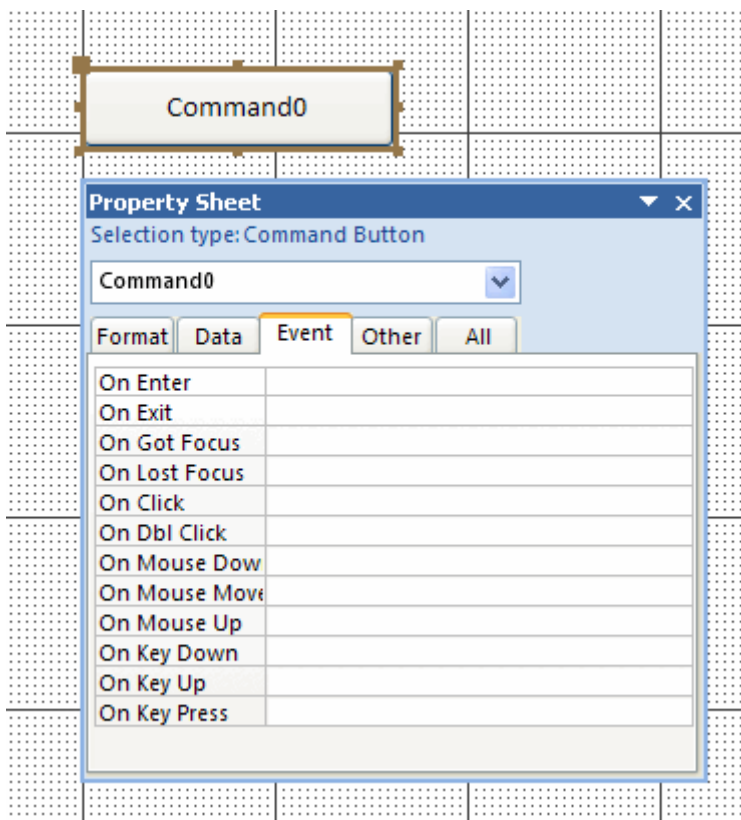 Command0
Property Sheet
Selection type: Command Button
Command0
Format Data Event Other All
On Enter
On Exit
On Got Focus
On Lost Focus
On Click
On Dbl Click
On Mouse Dow
On Mouse Move
On Mouse Up
On Key Down
On Key Up
On Key Press